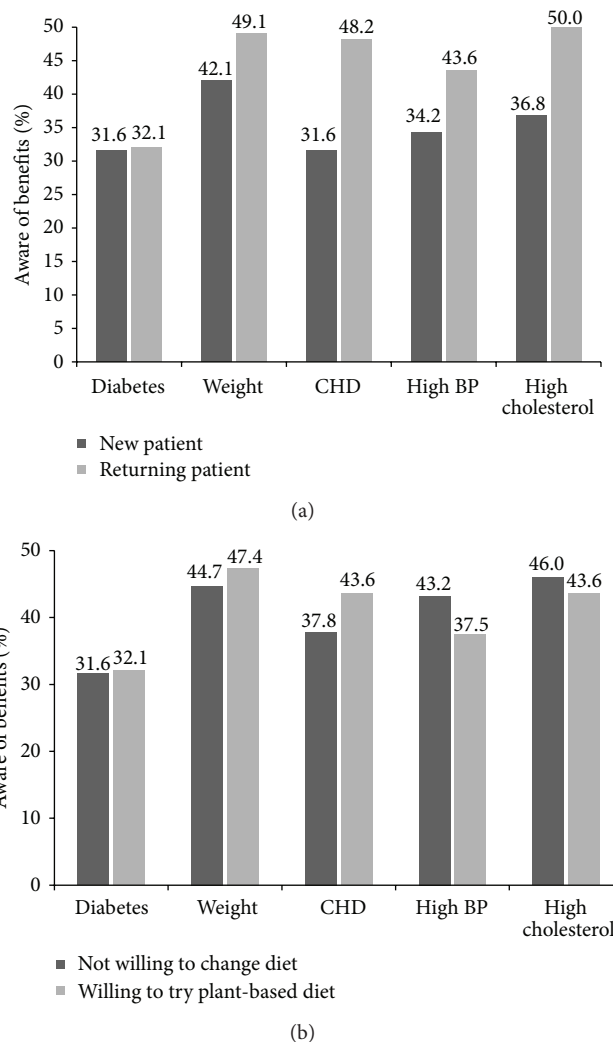 50
45
40
35
30
25
20
15
10
5
0
Aware of benefits (%)
31.6 32.1
42.1 49.1
31.6 48.2
34.2 43.6
36.8 50.0
Diabetes Weight CHD High BP High
cholesterol
New patient
Returning patient
(a)
50
40
30
20
10
0
Aware of benefits (%)
31.6 32.1
44.7 47.4
37.8 43.6
43.2 37.5
46.0 43.6
Diabetes Weight CHD High BP High
cholesterol
Not willing to change diet
Willing to try plant-based diet
(b)